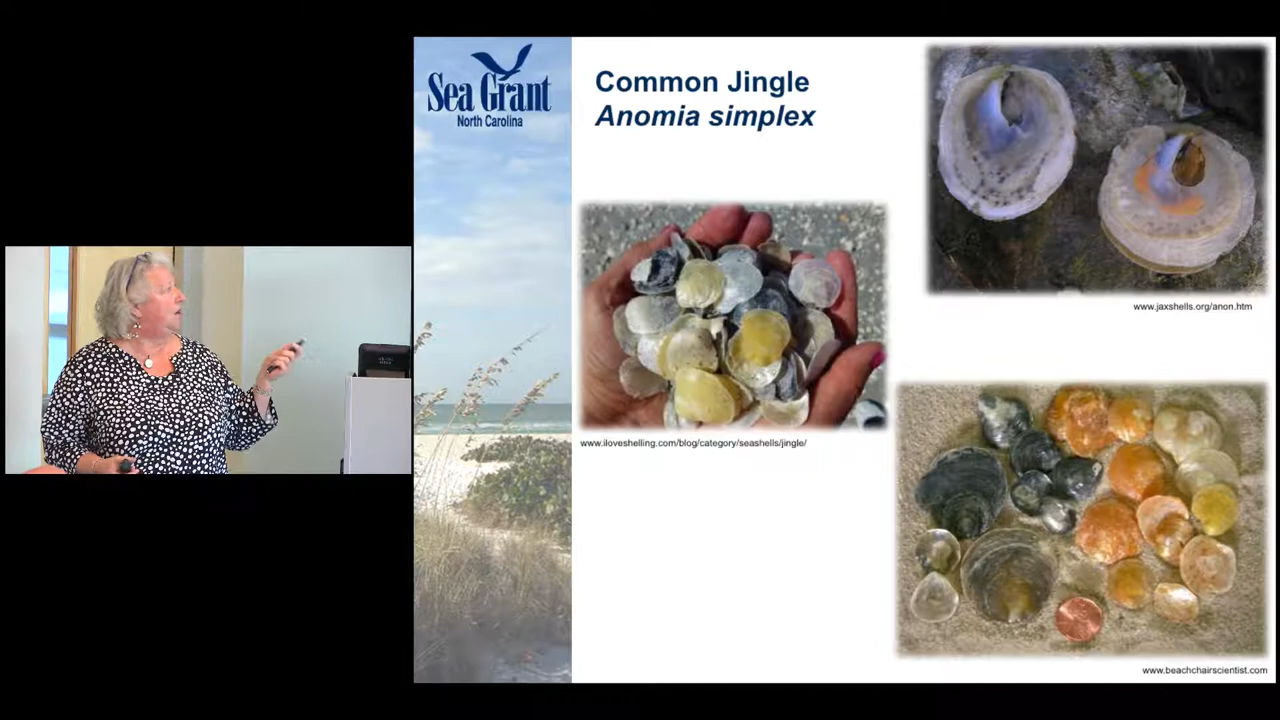 Sea Grant
North Carolina
Common Jingle
Anomia simplex
www.jaxshells.org/anon.htm
www.iloveshelling.com/blog/category/seashells/jingle/
www.beachchairscientist.com